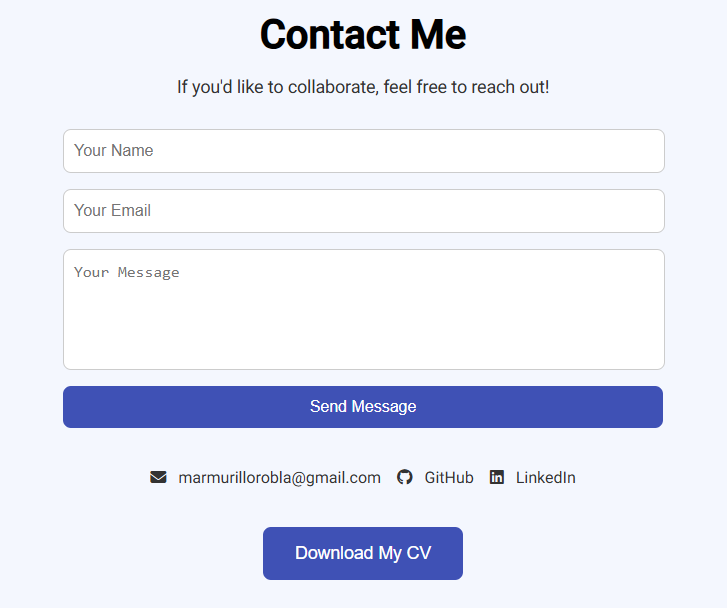 Contact Me
If you'd like to collaborate, feel free to reach out!
Your Name
Your Email
Your Message
Send Message
marmurillorobla@gmail.com GitHub LinkedIn
Download My CV